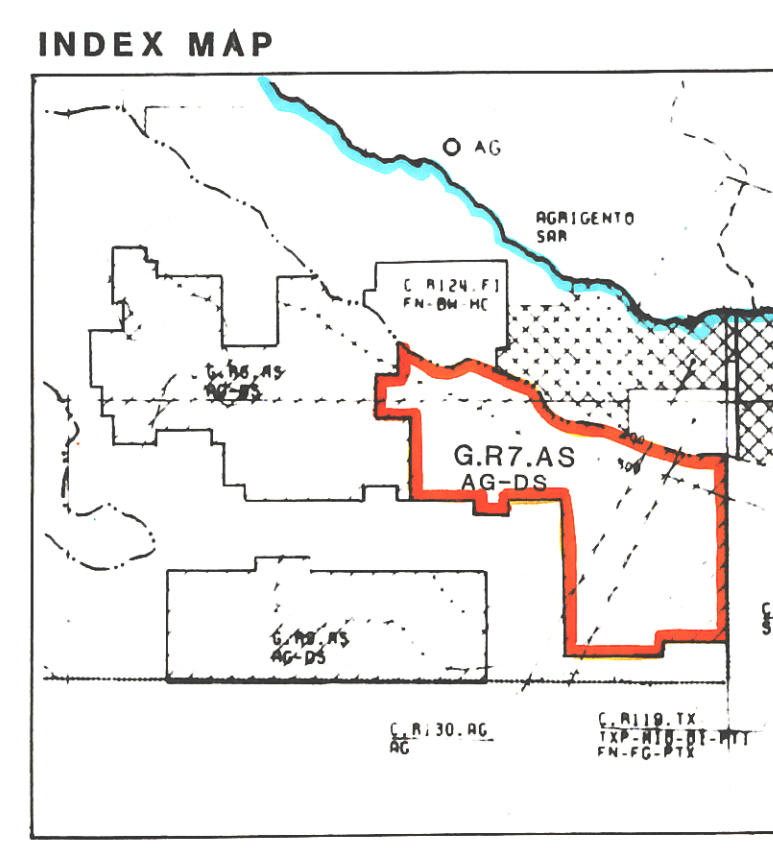 INDEX MAP
AG
AGRIGENTO
SAR
C.R124.FI
FN-BW-HC
G.R6.AS
AG-DS
G.R7.AS
AG-DS
G.R8.AS
AG-DS
C.R130.AG
AG
C.R119.TX
FN-FG-PTX